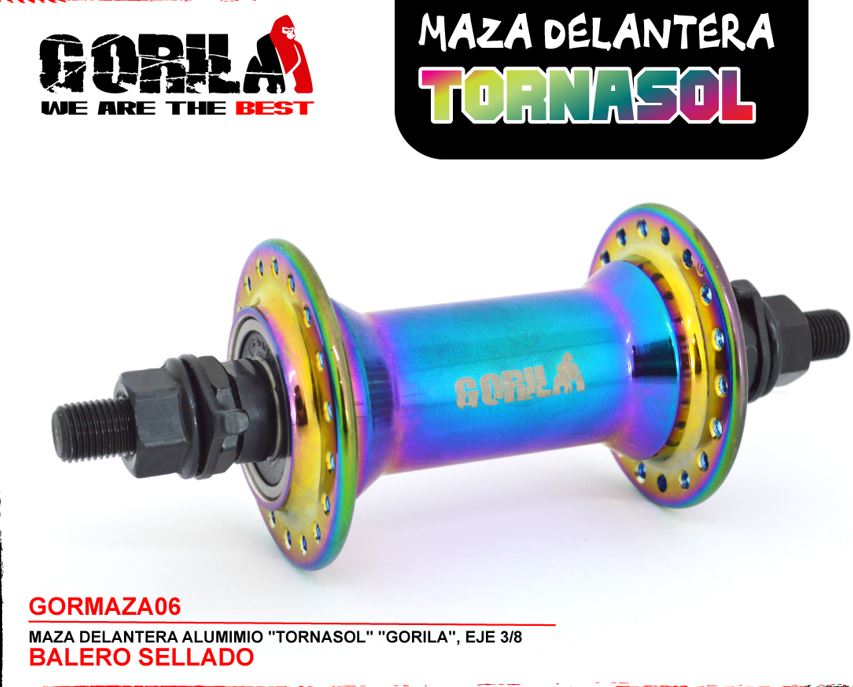 GORILA
WE ARE THE BEST
MAZA DELANTERA
TORNASOL
GORILA
GORMAZA06
MAZA DELANTERA ALUMIMIO "TORNASOL" "GORILA", EJE 3/8
BALERO SELLADO